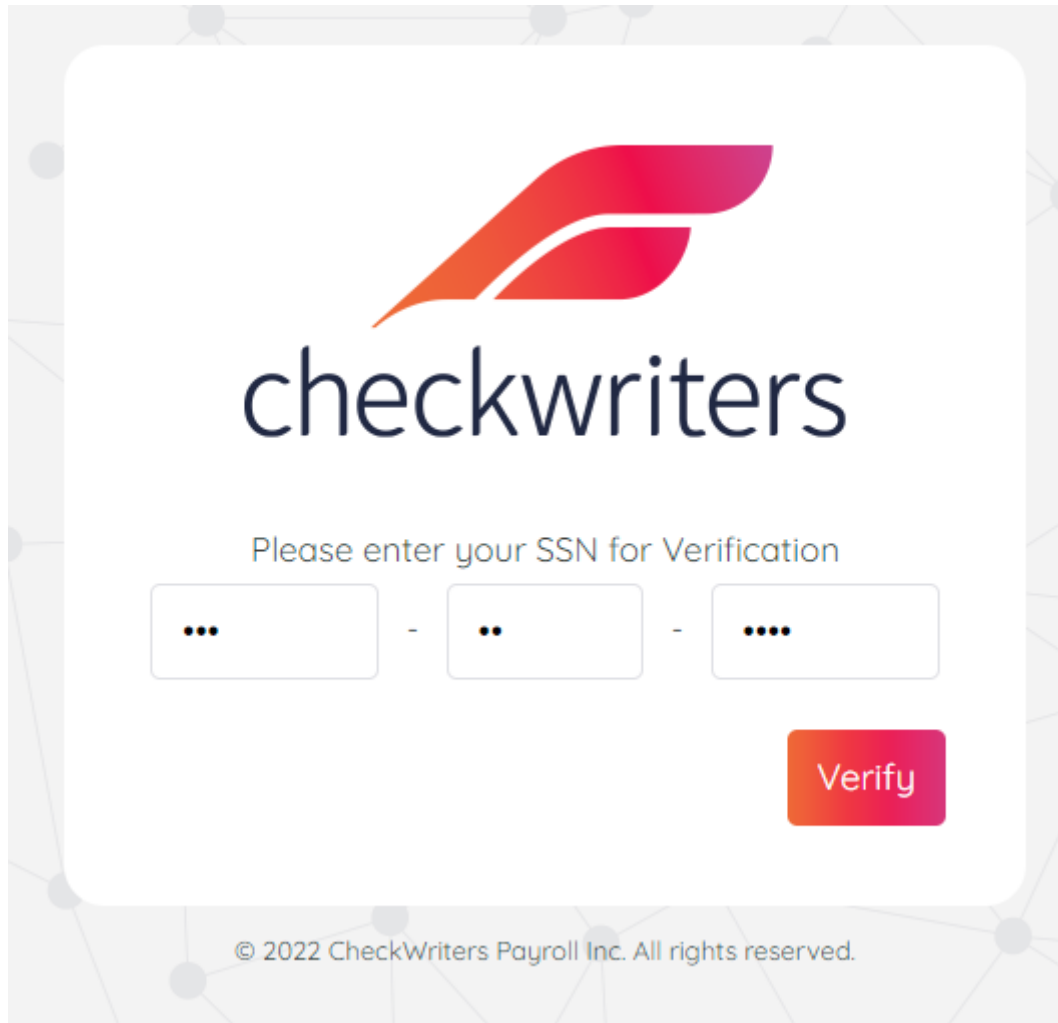 checkwriters
Please enter your SSN for Verification
••• - •• - ••••
Verify
© 2022 CheckWriters Payroll Inc. All rights reserved.